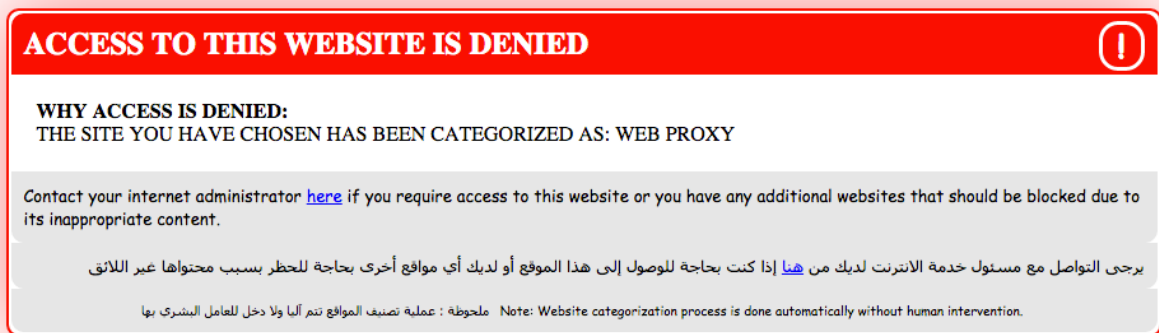 ACCESS TO THIS WEBSITE IS DENIED
WHY ACCESS IS DENIED:
THE SITE YOU HAVE CHOSEN HAS BEEN CATEGORIZED AS: WEB PROXY
Contact your internet administrator here if you require access to this website or you have any additional websites that should be blocked due to
its inappropriate content.
يرجى التواصل مع مسئول خدمة الانترنت لديك من هنا إذا كنت بحاجة للوصول إلى هذا الموقع أو لديك أي مواقع أخرى بحاجة للحظر بسبب محتواها غير اللائق
ملحوظة : عملية تصنيف المواقع تتم آليا ولا دخل للعامل البشري بها Note: Website categorization process is done automatically without human intervention.